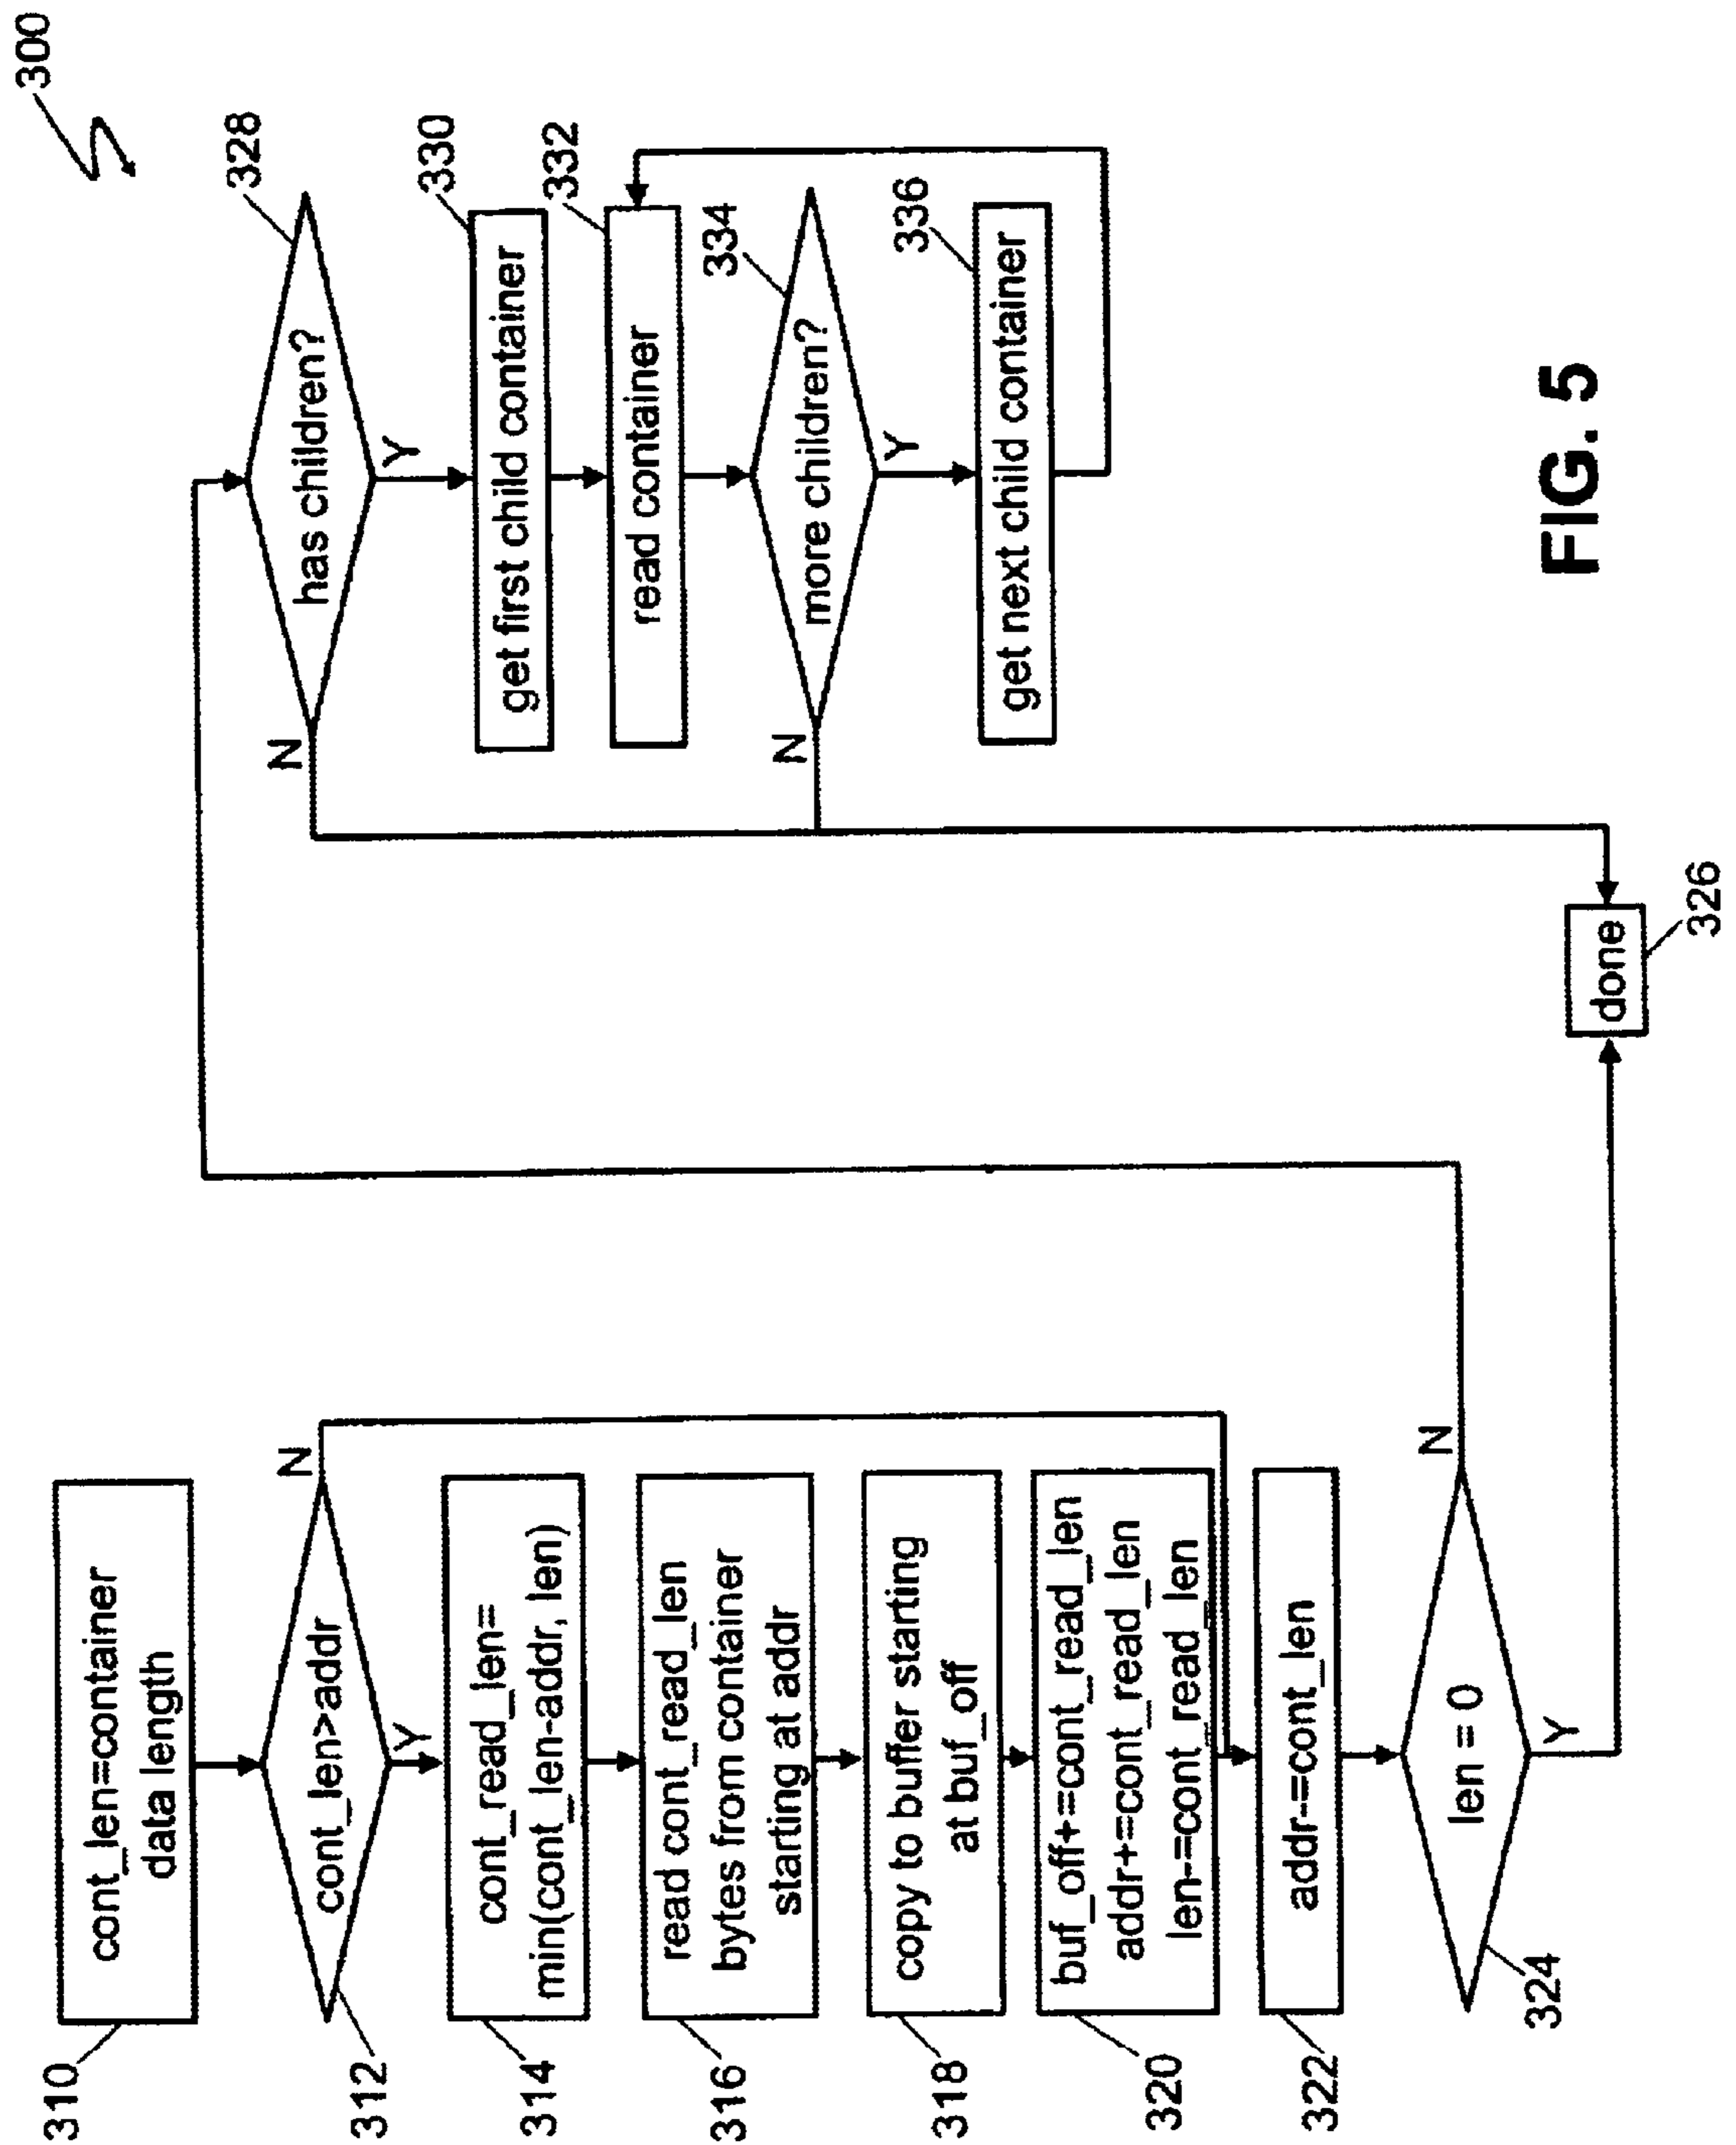 300
310
cont_len=container
data length
312
cont_len>addr
N
Y
314
cont_read_len=
min(cont_len-addr, len)
316
read cont_read_len
bytes from container
starting at addr
318
copy to buffer starting
at buf_off
320
buf_off+=cont_read_len
addr+=cont_read_len
len-=cont_read_len
322
addr-=cont_len
324
len = 0
N
Y
done
326
328
has children?
N
Y
330
get first child container
332
read container
334
more children?
N
Y
336
get next child container
FIG. 5